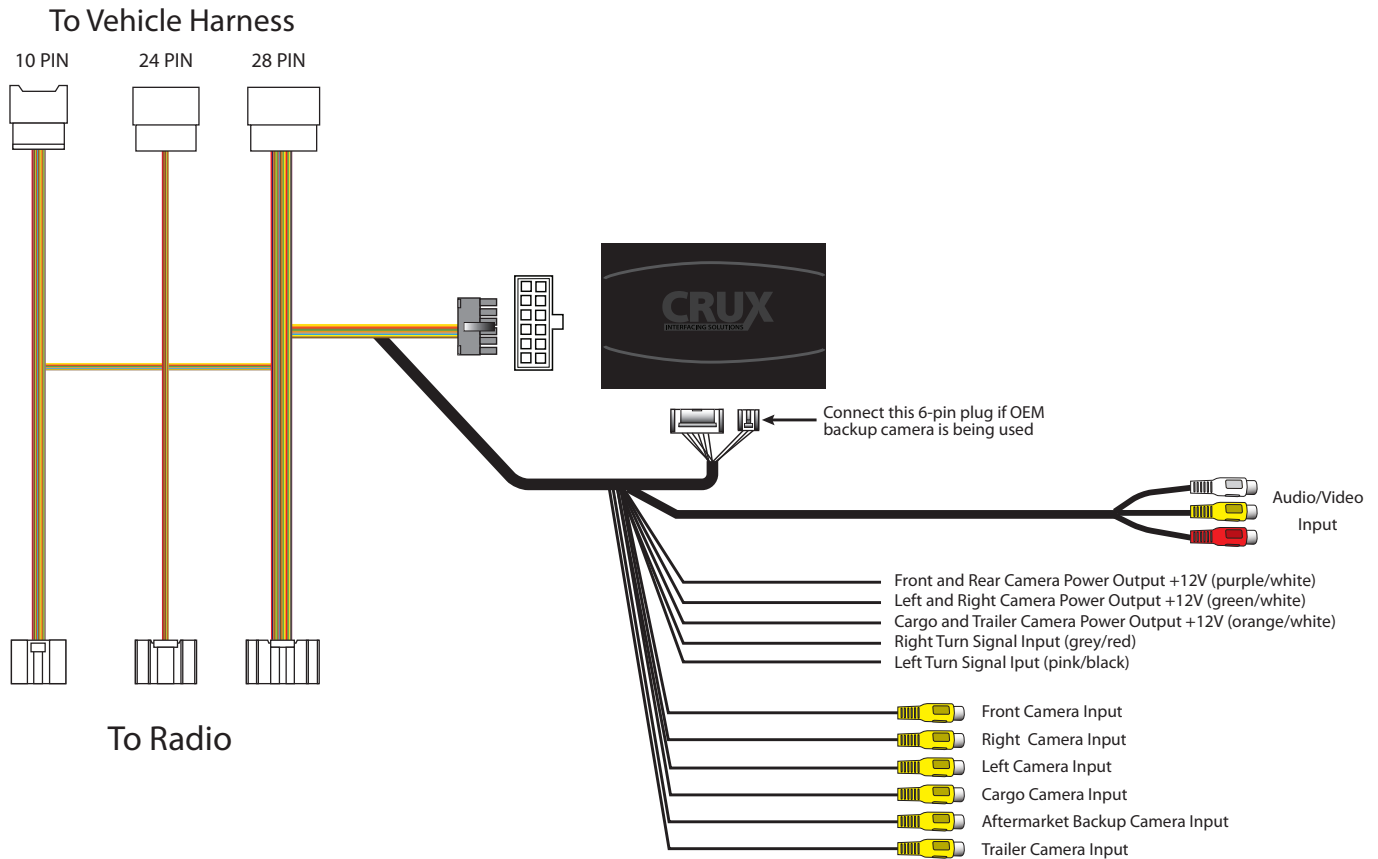 To Vehicle Harness
10 PIN
24 PIN
28 PIN
CRUX
INTERFACING SOLUTIONS
Connect this 6-pin plug if OEM
backup camera is being used
Audio/Video
Input
Front and Rear Camera Power Output +12V (purple/white)
Left and Right Camera Power Output +12V (green/white)
Cargo and Trailer Camera Power Output +12V (orange/white)
Right Turn Signal Input (grey/red)
Left Turn Signal Iput (pink/black)
To Radio
Front Camera Input
Right Camera Input
Left Camera Input
Cargo Camera Input
Aftermarket Backup Camera Input
Trailer Camera Input